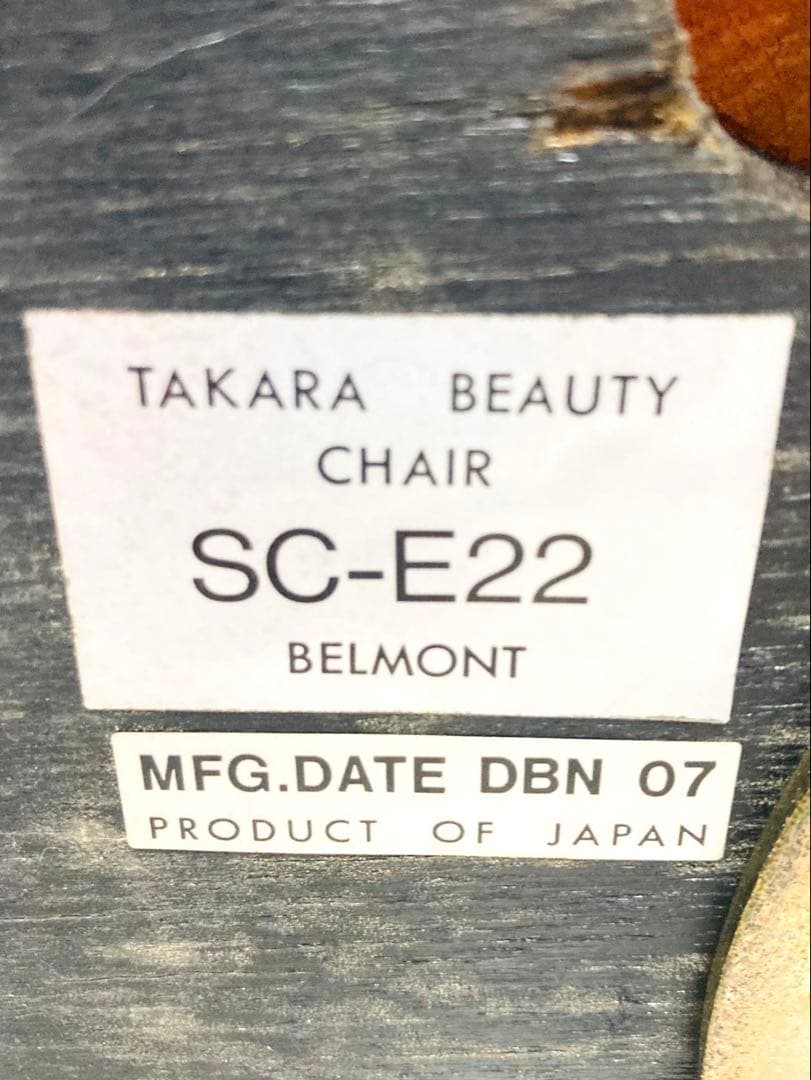 TAKARA BEAUTY
CHAIR
SC-E22
BELMONT
MFG.DATE DBN 07
PRODUCT OF JAPAN